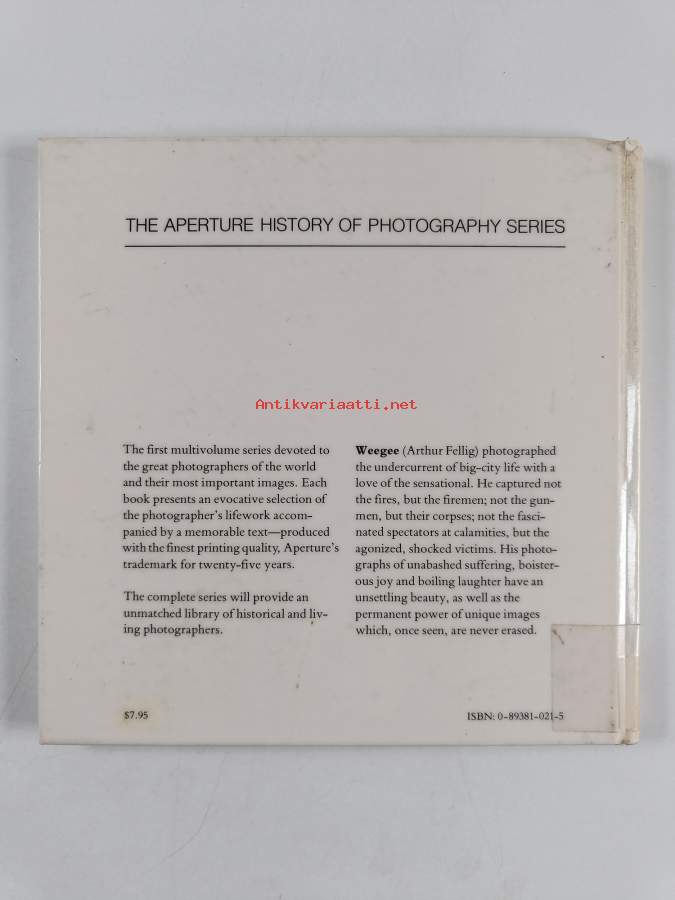 THE APERTURE HISTORY OF PHOTOGRAPHY SERIES
Antikvariaatti.net
The first multivolume series devoted to
the great photographers of the world
and their most important images. Each
book presents an evocative selection of
the photographer's lifework accom-
panied by a memorable text—produced
with the finest printing quality, Aperture's
trademark for twenty-five years.
The complete series will provide an
unmatched library of historical and liv-
ing photographers.
Weegee (Arthur Fellig) photographed
the undercurrent of big-city life with a
love of the sensational. He captured not
the fires, but the firemen; not the gun-
men, but their corpses; not the fasci-
nated spectators at calamities, but the
agonized, shocked victims. His photo-
graphs of unabashed suffering, boister-
ous joy and boiling laughter have an
unsettling beauty, as well as the
permanent power of unique images
which, once seen, are never erased.
$7.95
ISBN: 0-89381-021-5